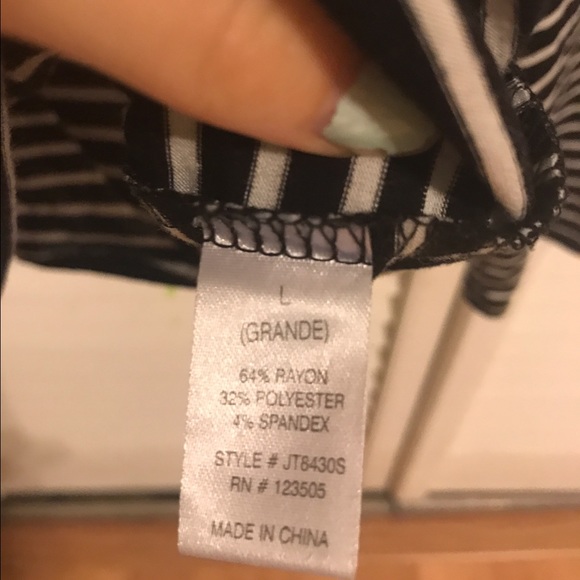 L
(GRANDE)
64% RAYON
32% POLYESTER
4% SPANDEX
STYLE # JT8430S
RN # 123505
MADE IN CHINA